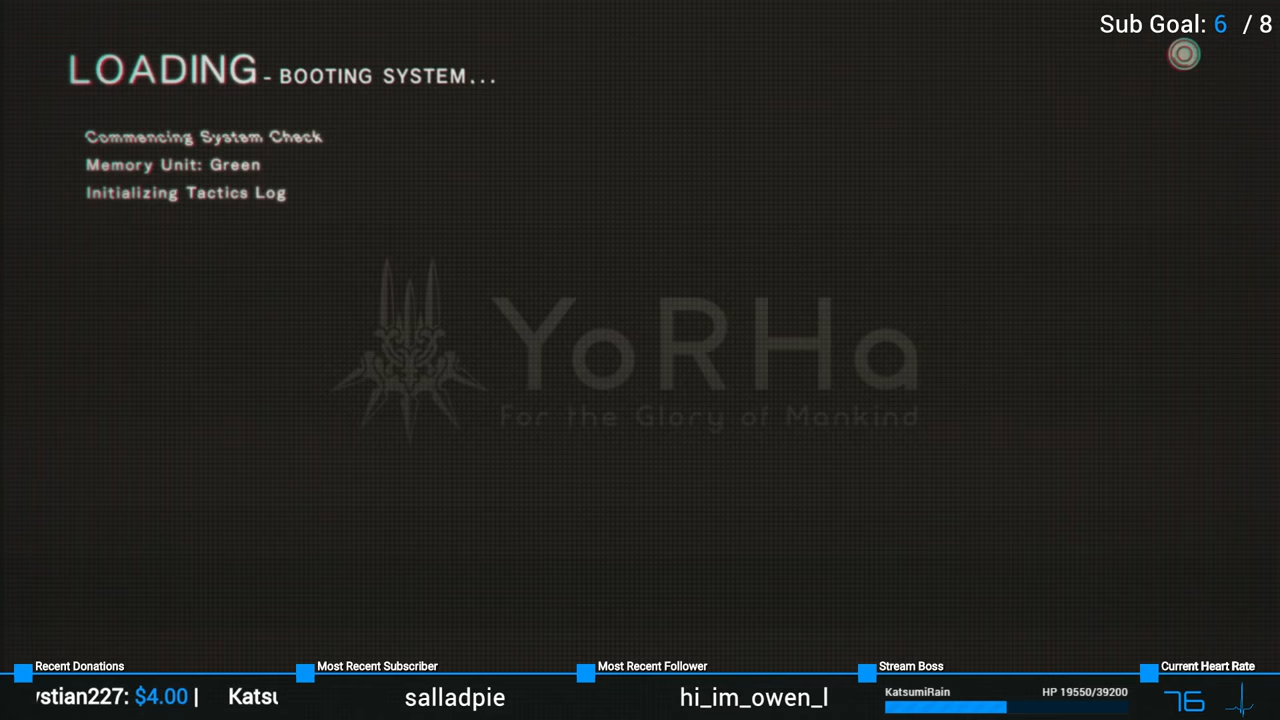 Sub Goal: 6 / 8
LOADING - BOOTING SYSTEM...
Commencing System Check
Memory Unit: Green
Initializing Tactics Log
YoRHa
For the Glory of Mankind
Recent Donations
Most Recent Subscriber
Most Recent Follower
Stream Boss
Current Heart Rate
stian227: $4.00 | Katsu
salladpie
hi_im_owen_l
KatsumiRain HP 19550/39200
76